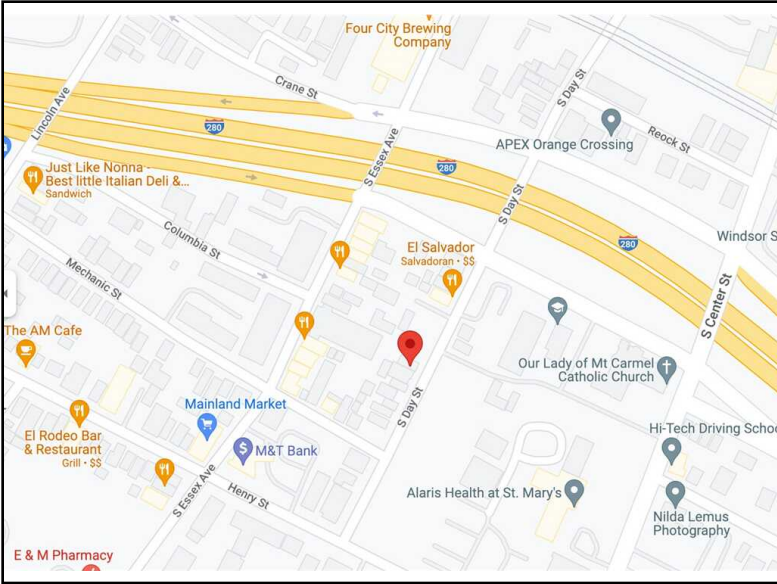 Four City Brewing
Company
S Day St
Lincoln Ave
Crane St
280
APEX Orange Crossing
Reock St
S Essex Ave
280
Just Like Nonna -
Best little Italian Deli &...
Sandwich
S Day St
Columbia St
El Salvador
Salvadoran · $$
280
Windsor S
Mechanic St
S Center St
The AM Cafe
Our Lady of Mt Carmel
Catholic Church
Mainland Market
S Day St
El Rodeo Bar
& Restaurant
Grill · $$
M&T Bank
Hi-Tech Driving Schoo
S Essex Ave
Henry St
Alaris Health at St. Mary's
Nilda Lemus
Photography
E & M Pharmacy